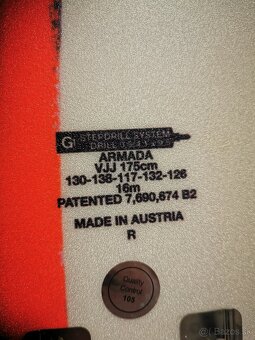 G STEPDRILL SYSTEM
ARMADA
VJJ 175cm
130-138-117-132-126
16m
PATENTED 7,690,674 B2
MADE IN AUSTRIA
R
Quality
Control
105